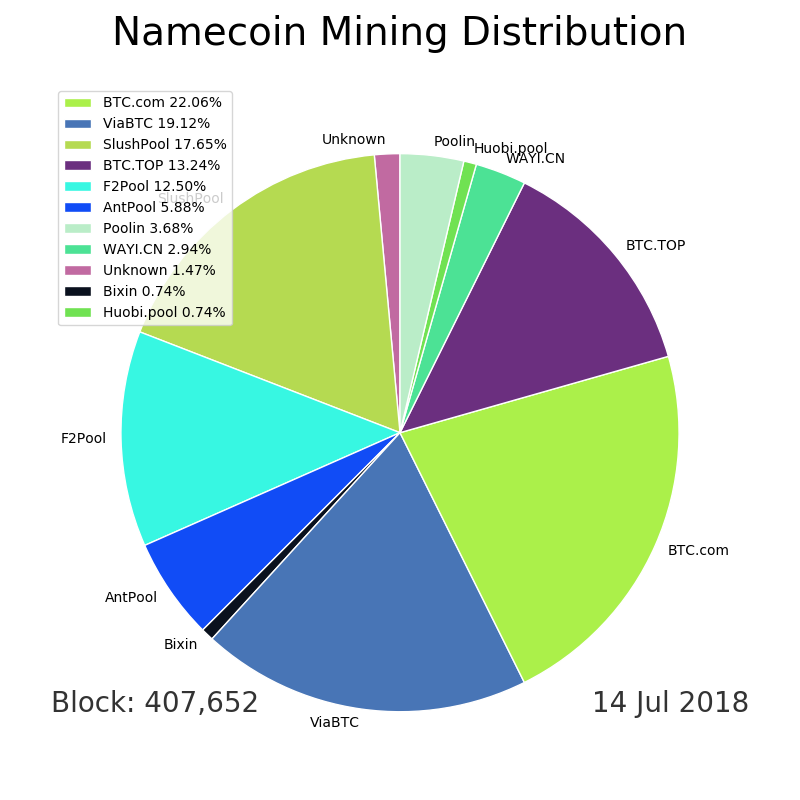 Namecoin Mining Distribution
BTC.com 22.06%
ViaBTC 19.12%
SlushPool 17.65%
BTC.TOP 13.24%
F2Pool 12.50%
AntPool 5.88%
Poolin 3.68%
WAYI.CN 2.94%
Unknown 1.47%
Bixin 0.74%
Huobi.pool 0.74%
Unknown
Poolin
Huobi.pool
WAYI.CN
SlushPool
BTC.TOP
F2Pool
BTC.com
AntPool
Bixin
ViaBTC
Block: 407,652
14 Jul 2018